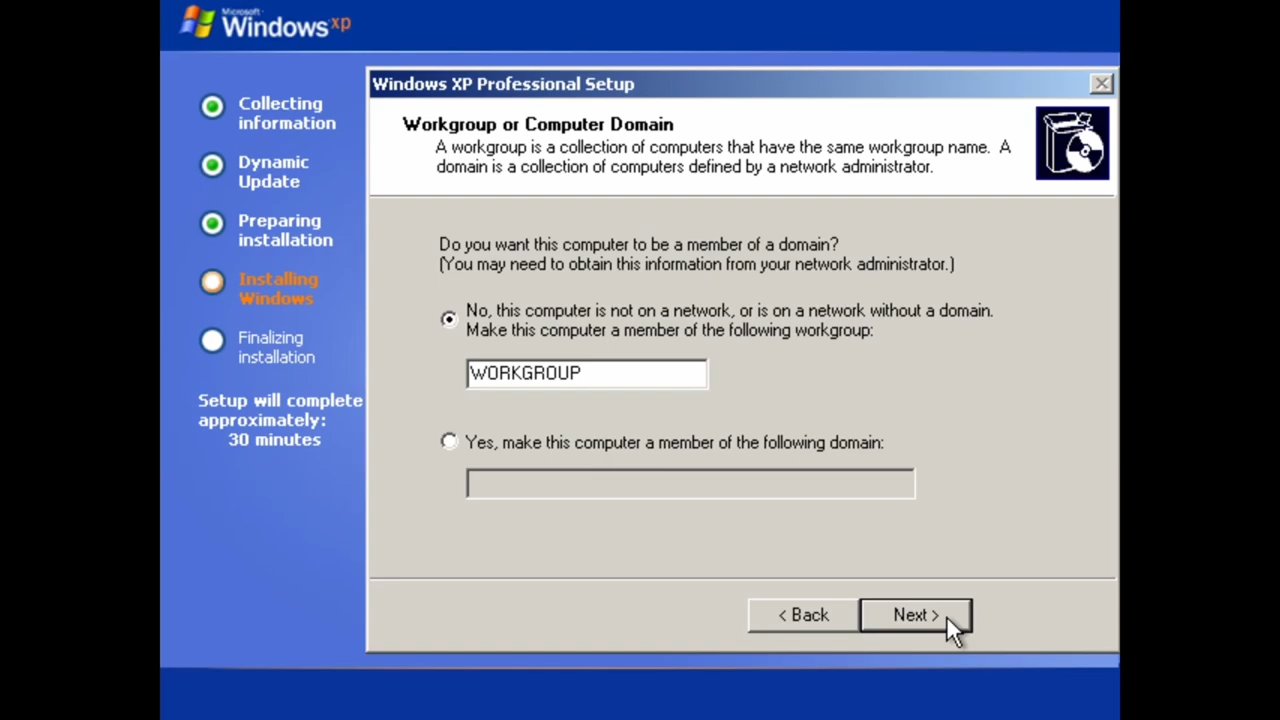 Microsoft
Windows xp
Collecting
information
Dynamic
Update
Preparing
installation
Installing
Windows
Finalizing
installation
Setup will complete
approximately:
30 minutes
Windows XP Professional Setup
Workgroup or Computer Domain
A workgroup is a collection of computers that have the same workgroup name. A
domain is a collection of computers defined by a network administrator.
Do you want this computer to be a member of a domain?
(You may need to obtain this information from your network administrator.)
No, this computer is not on a network, or is on a network without a domain.
Make this computer a member of the following workgroup:
WORKGROUP
Yes, make this computer a member of the following domain:
< Back
Next >